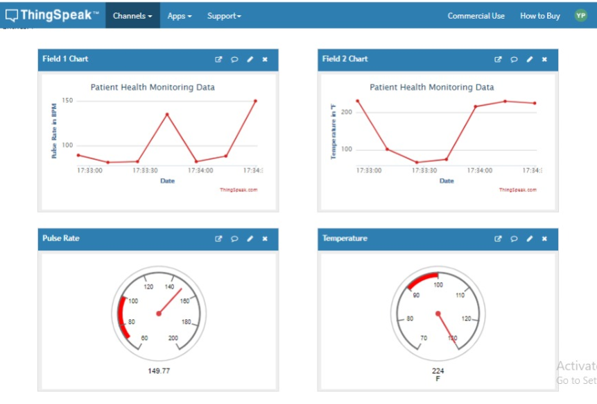 ThingSpeak™ Channels Apps Support Commercial Use How to Buy YP
Field 1 Chart
Patient Health Monitoring Data
Pulse Rate in BPM
150
100
17:33:00 17:33:30 17:34:00 17:34:
Date
ThingSpeak.com
Field 2 Chart
Patient Health Monitoring Data
Temperature in °F
200
100
17:33:00 17:33:30 17:34:00 17:34:
Date
ThingSpeak.com
Pulse Rate
60
80
100
120
140
160
180
200
149.77
Temperature
70
80
90
100
110
120
224
F
Activat
Go to Set